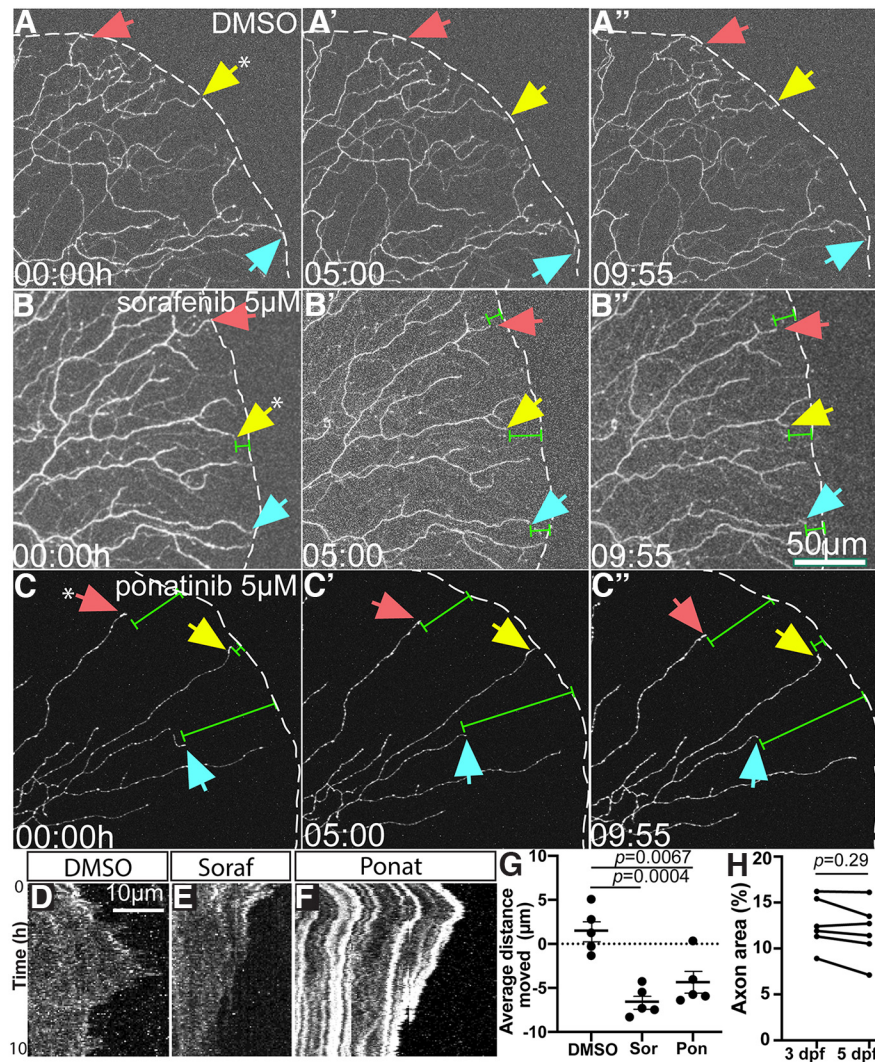 A DMSO A' A''
*
00:00h 05:00 09:55
B sorafenib 5µM B' B''
*
00:00h 05:00 09:55
50µm
C ponatinib 5µM C' C''
*
00:00h 05:00 09:55
DMSO Soraf Ponat
D 10µm E F
0
Time (h)
10
G
p=0.0067
p=0.0004
Average distance
moved (µm)
10
5
0
-5
-10
DMSO Sor Pon
H
p=0.29
Axon area (%)
20
15
10
5
0
3 dpf 5 dpf